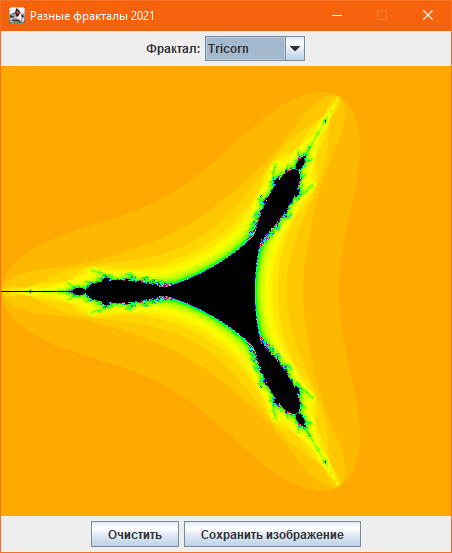 Разные фракталы 2021
Фрактал: Tricorn
Очистить Сохранить изображение